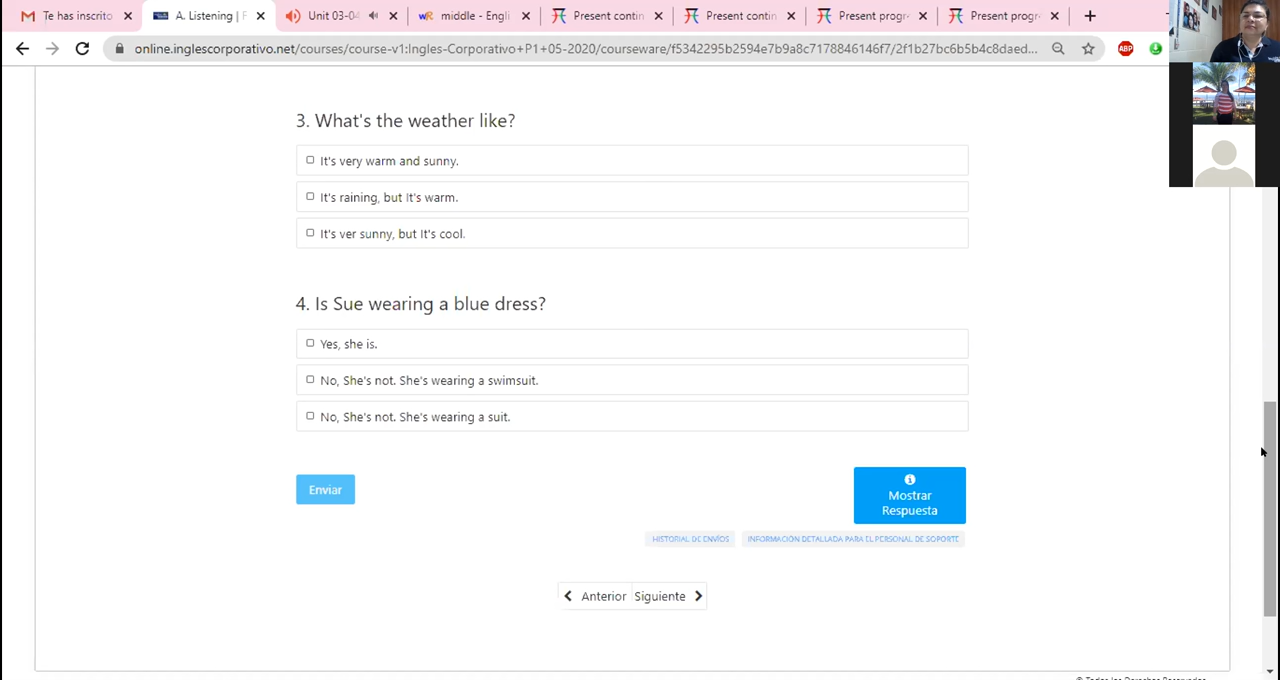 Te has inscrito
A. Listening | F
Unit 03-04
middle - Engli
Present contin
Present contin
Present progr
Present progr
online.inglescorporativo.net/courses/course-v1:Ingles-Corporativo+P1+05-2020/courseware/f5342295b2594e7b9a8c7178846146f7/2f1b27bc6b5b4c8daed...
ABP
3. What's the weather like?
It's very warm and sunny.
It's raining, but It's warm.
It's ver sunny, but It's cool.
4. Is Sue wearing a blue dress?
Yes, she is.
No, She's not. She's wearing a swimsuit.
No, She's not. She's wearing a suit.
Enviar
Mostrar
Respuesta
HISTORIAL DE ENVÍOS
INFORMACIÓN DETALLADA PARA EL PERSONAL DE SOPORTE
Anterior
Siguiente